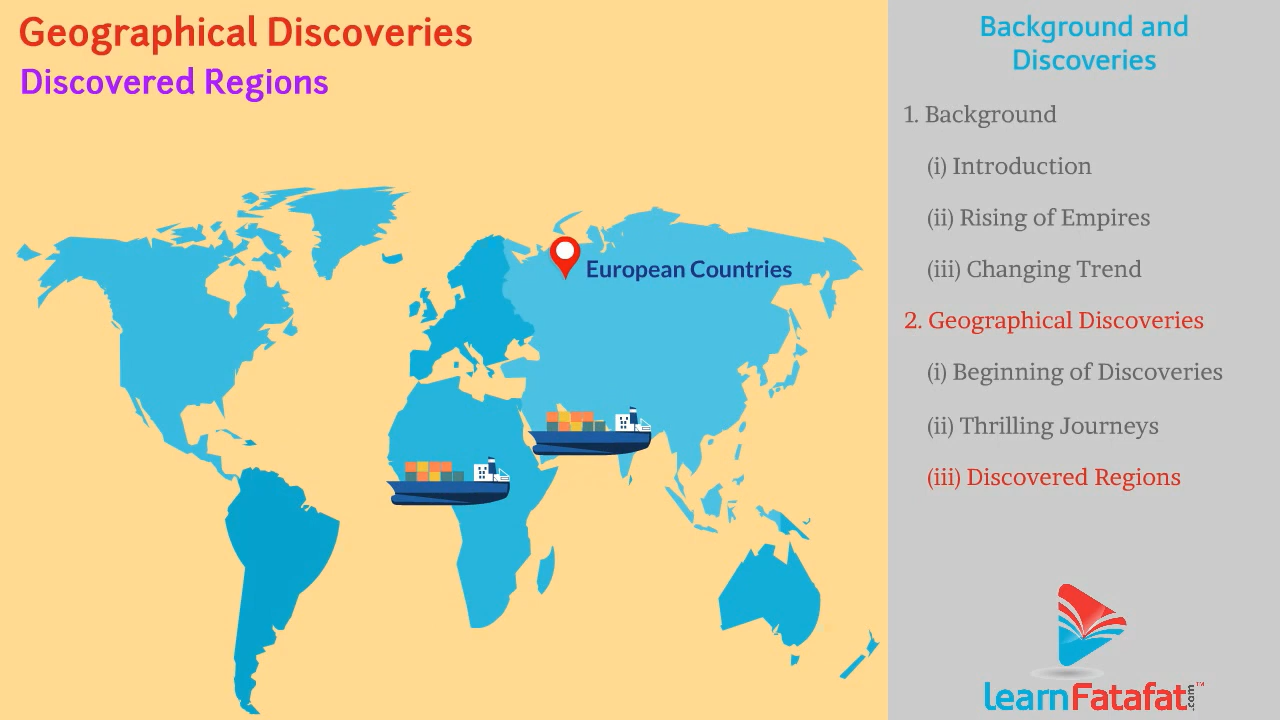 Geographical Discoveries
Discovered Regions
European Countries
Background and
Discoveries
1. Background
(i) Introduction
(ii) Rising of Empires
(iii) Changing Trend
2. Geographical Discoveries
(i) Beginning of Discoveries
(ii) Thrilling Journeys
(iii) Discovered Regions
learnFatafat.com™